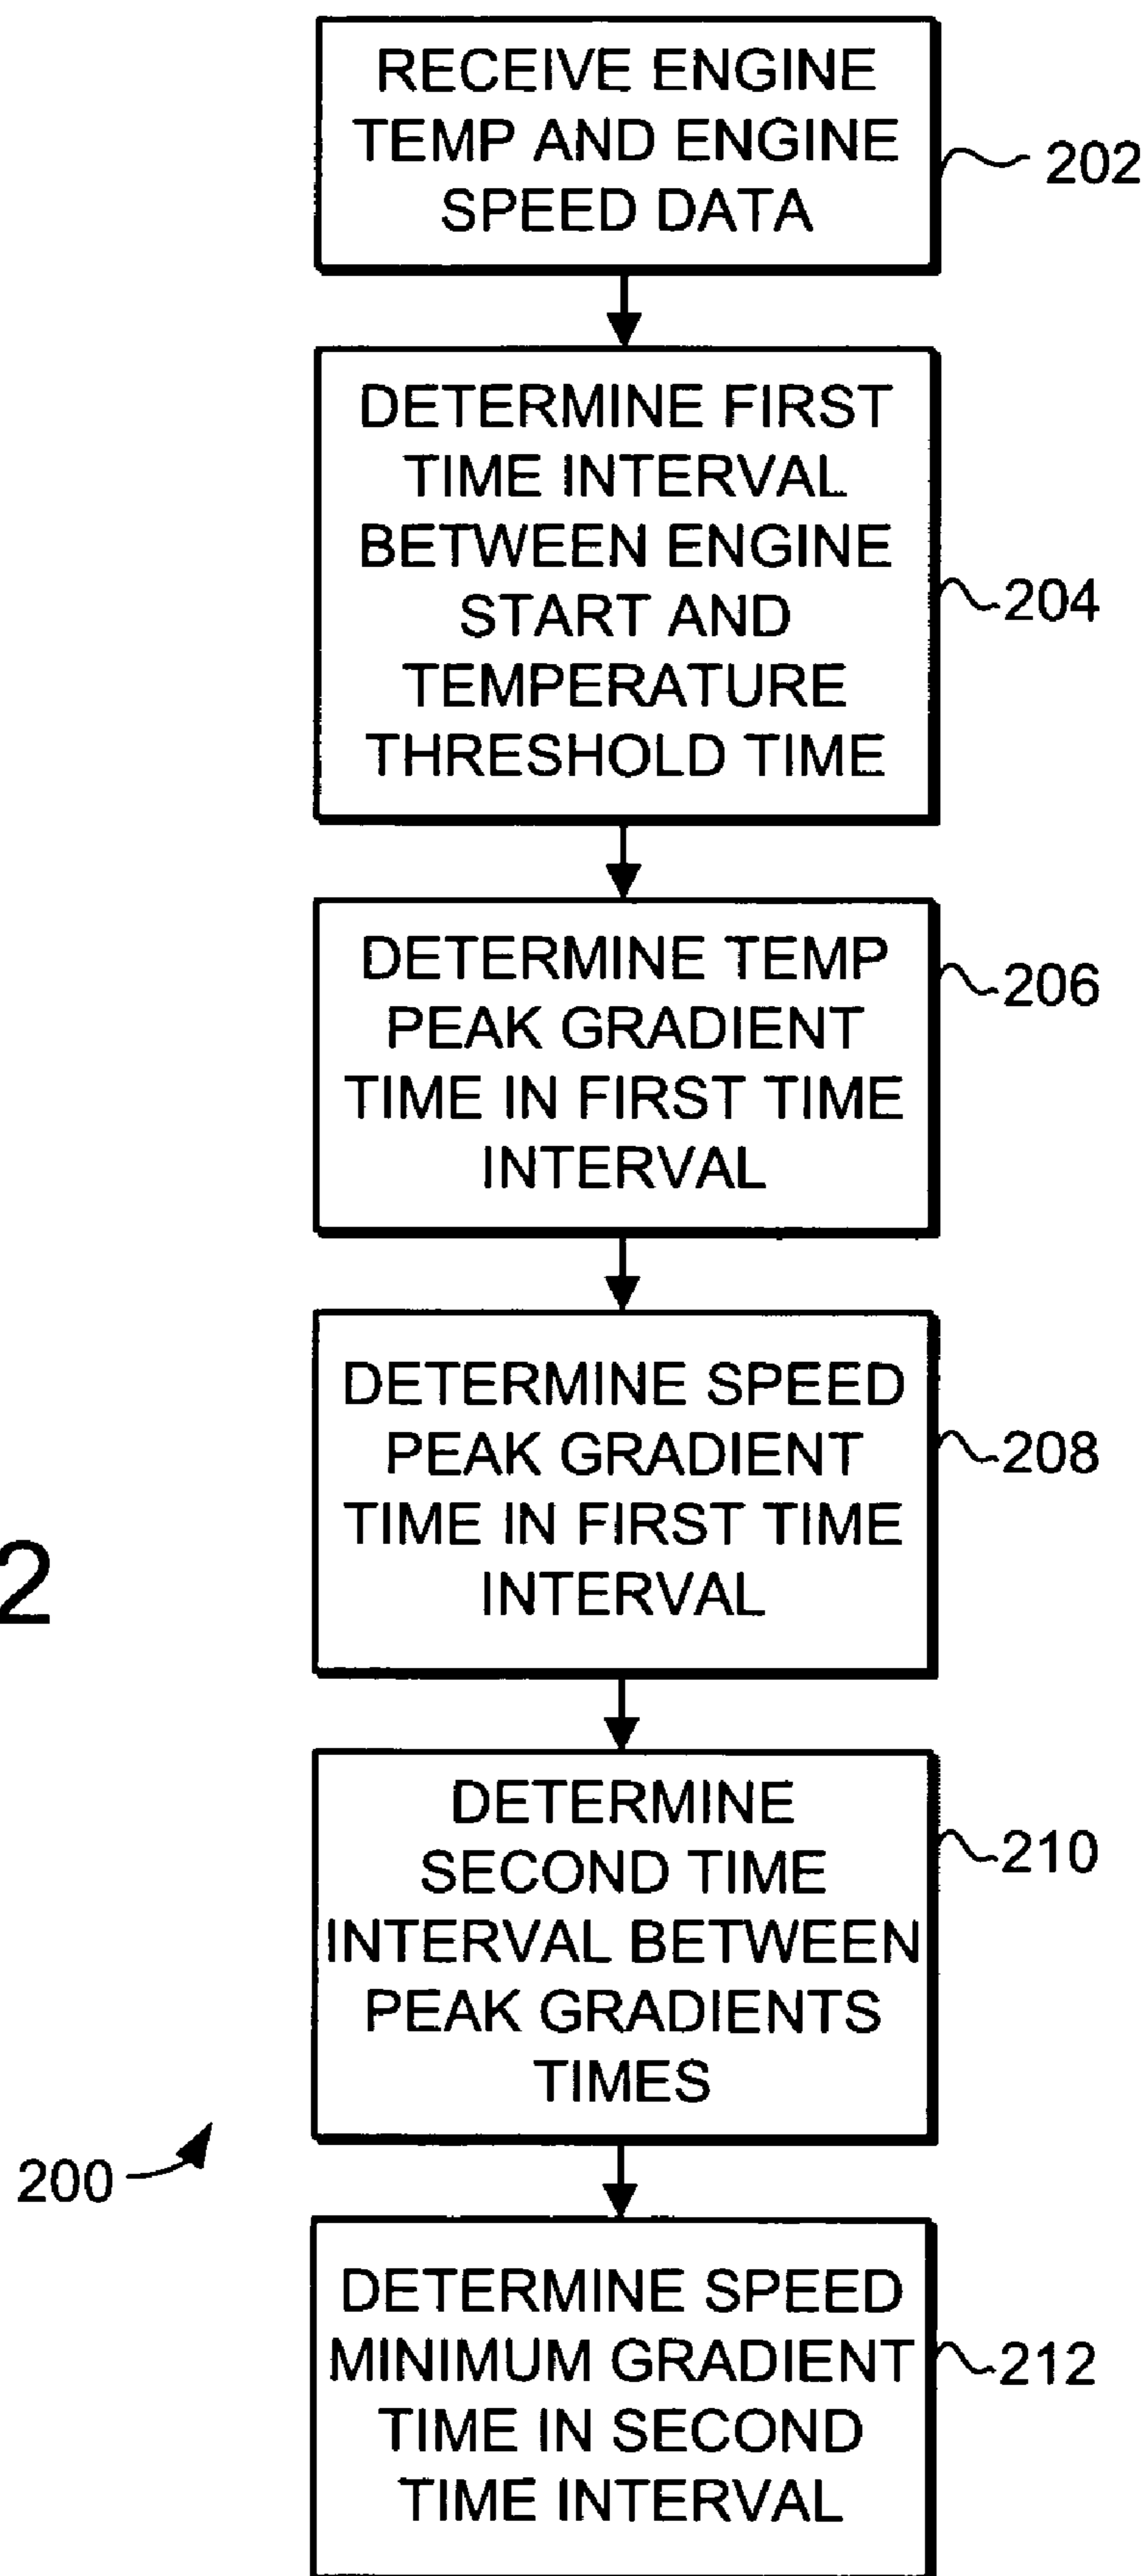 RECEIVE ENGINE
TEMP AND ENGINE
SPEED DATA
202
DETERMINE FIRST
TIME INTERVAL
BETWEEN ENGINE
START AND
TEMPERATURE
THRESHOLD TIME
204
DETERMINE TEMP
PEAK GRADIENT
TIME IN FIRST TIME
INTERVAL
206
DETERMINE SPEED
PEAK GRADIENT
TIME IN FIRST TIME
INTERVAL
208
2
DETERMINE
SECOND TIME
INTERVAL BETWEEN
PEAK GRADIENTS
TIMES
210
200
DETERMINE SPEED
MINIMUM GRADIENT
TIME IN SECOND
TIME INTERVAL
212